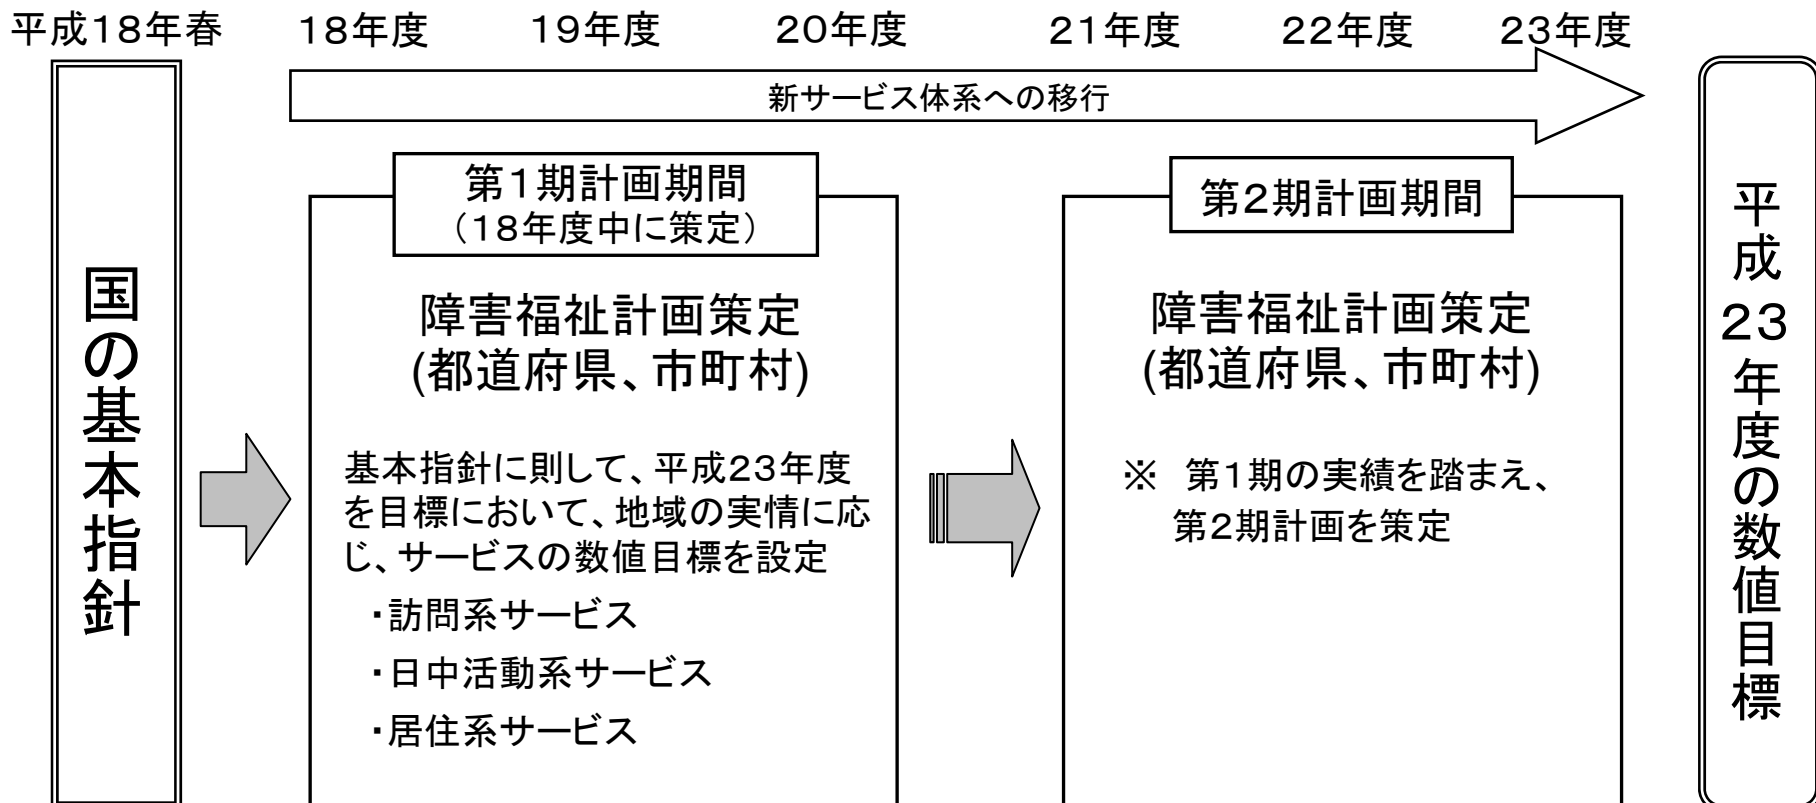 平成18年春
18年度
19年度
20年度
21年度
22年度
23年度
新サービス体系への移行
国の基本指針
第1期計画期間
(18年度中に策定)
障害福祉計画策定
(都道府県、市町村)
基本指針に則して、平成23年度
を目標において、地域の実情に応
じ、サービスの数値目標を設定
・訪問系サービス
・日中活動系サービス
・居住系サービス
第2期計画期間
障害福祉計画策定
(都道府県、市町村)
※ 第1期の実績を踏まえ、
第2期計画を策定
平成23年度の数値目標